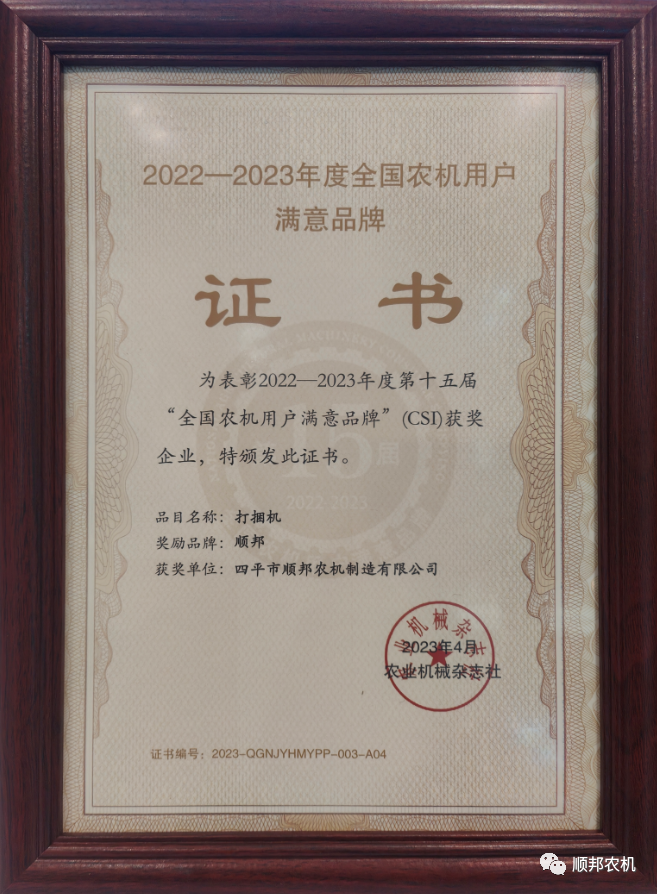 2022—2023年度全国农机用户
满意品牌
证 书
为表彰2022—2023年度第十五届
“全国农机用户满意品牌”(CSI)获奖
企业，特颁发此证书。
品目名称：打捆机
奖励品牌：顺邦
获奖单位：四平市顺邦农机制造有限公司
2023年4月
农业机械杂志社
证书编号：2023-QGNJYHMYPP-003-A04
顺邦农机